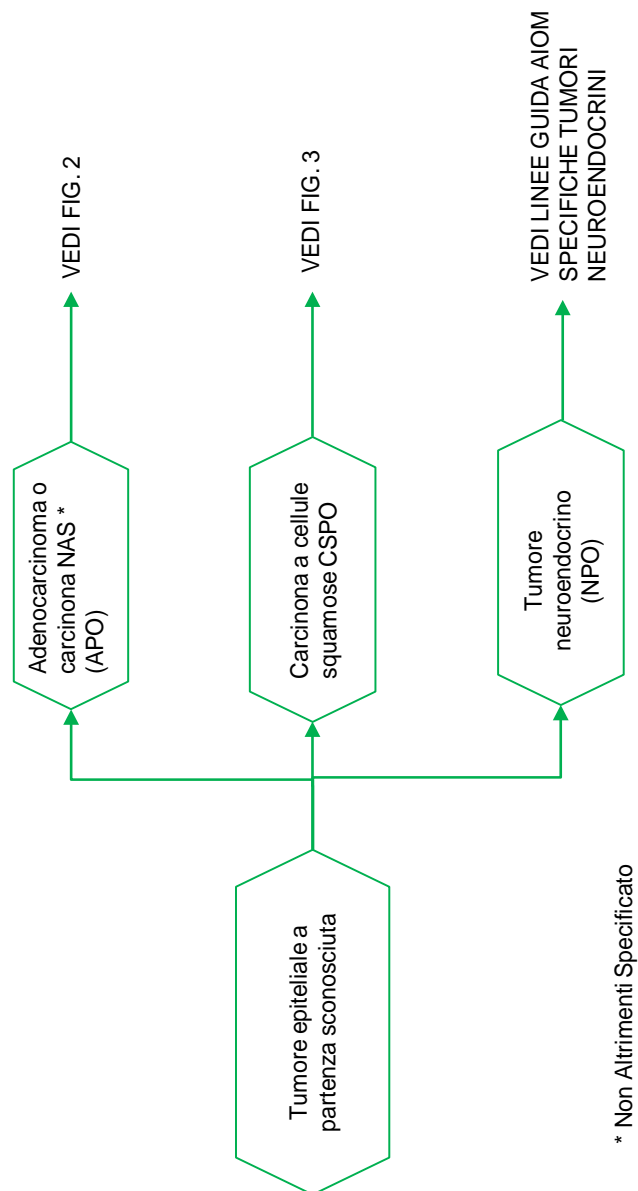 Tumore epiteliale a
partenza sconosciuta
Adenocarcinoma o
carcinona NAS *
(APO)
VEDI FIG. 2
Carcinona a cellule
squamose CSPO
VEDI FIG. 3
Tumore
neuroendocrino
(NPO)
VEDI LINEE GUIDA AIOM
SPECIFICHE TUMORI
NEUROENDOCRINI
* Non Altrimenti Specificato